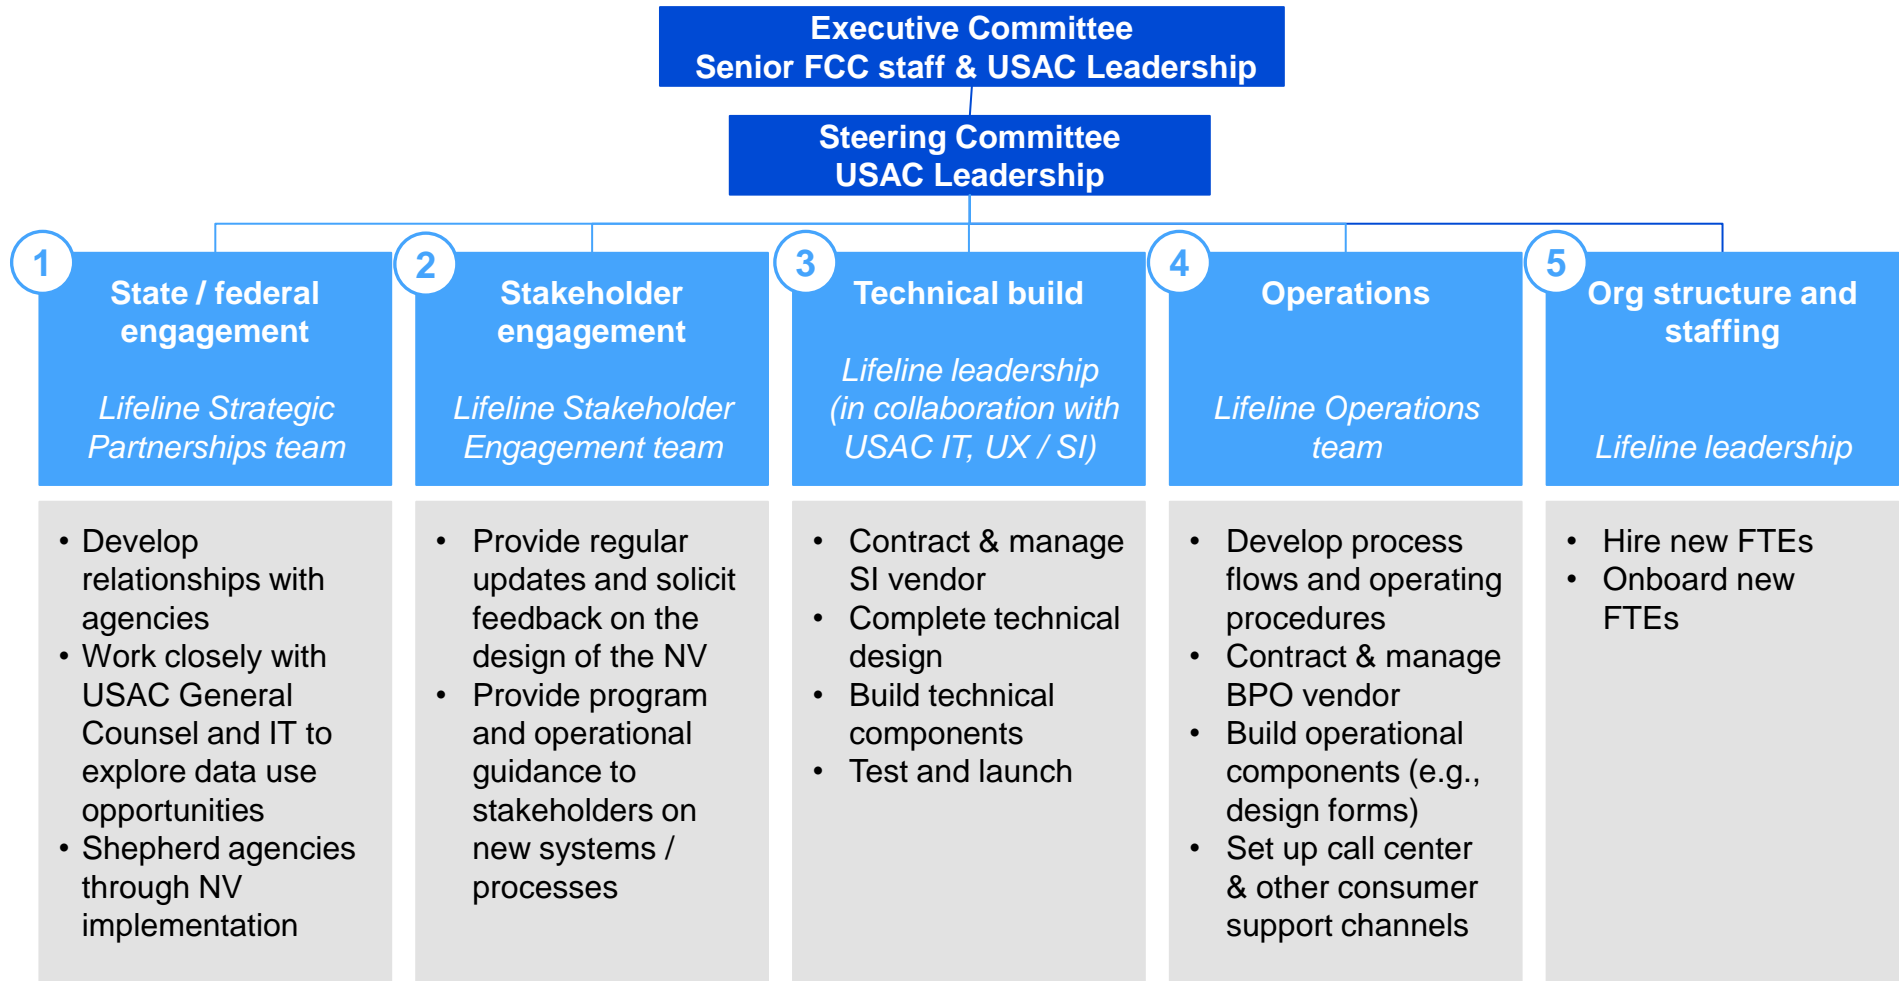 Executive Committee
Senior FCC staff & USAC Leadership
Steering Committee
USAC Leadership
1
State / federal
engagement
Lifeline Strategic
Partnerships team
• Develop
relationships with
agencies
• Work closely with
USAC General
Counsel and IT to
explore data use
opportunities
• Shepherd agencies
through NV
implementation
2
Stakeholder
engagement
Lifeline Stakeholder
Engagement team
• Provide regular
updates and solicit
feedback on the
design of the NV
• Provide program
and operational
guidance to
stakeholders on
new systems /
processes
3
Technical build
Lifeline leadership
(in collaboration with
USAC IT, UX / SI)
• Contract & manage
SI vendor
• Complete technical
design
• Build technical
components
• Test and launch
4
Operations
Lifeline Operations
team
• Develop process
flows and operating
procedures
• Contract & manage
BPO vendor
• Build operational
components (e.g.,
design forms)
• Set up call center
& other consumer
support channels
5
Org structure and
staffing
Lifeline leadership
• Hire new FTEs
• Onboard new
FTEs